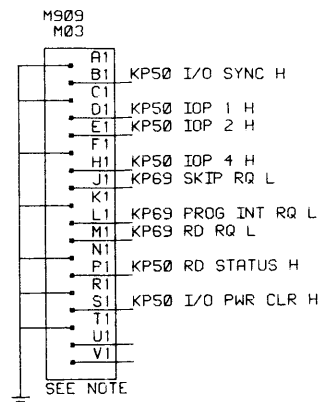 M909
M03
A1
B1 KP50 I/O SYNC H
C1
D1 KP50 IOP 1 H
E1 KP50 IOP 2 H
F1
H1 KP50 IOP 4 H
J1 KP69 SKIP RQ L
K1
L1 KP69 PROG INT RQ L
M1 KP69 RD RQ L
N1
P1 KP50 RD STATUS H
R1
S1 KP50 I/O PWR CLR H
T1
U1
V1
SEE NOTE